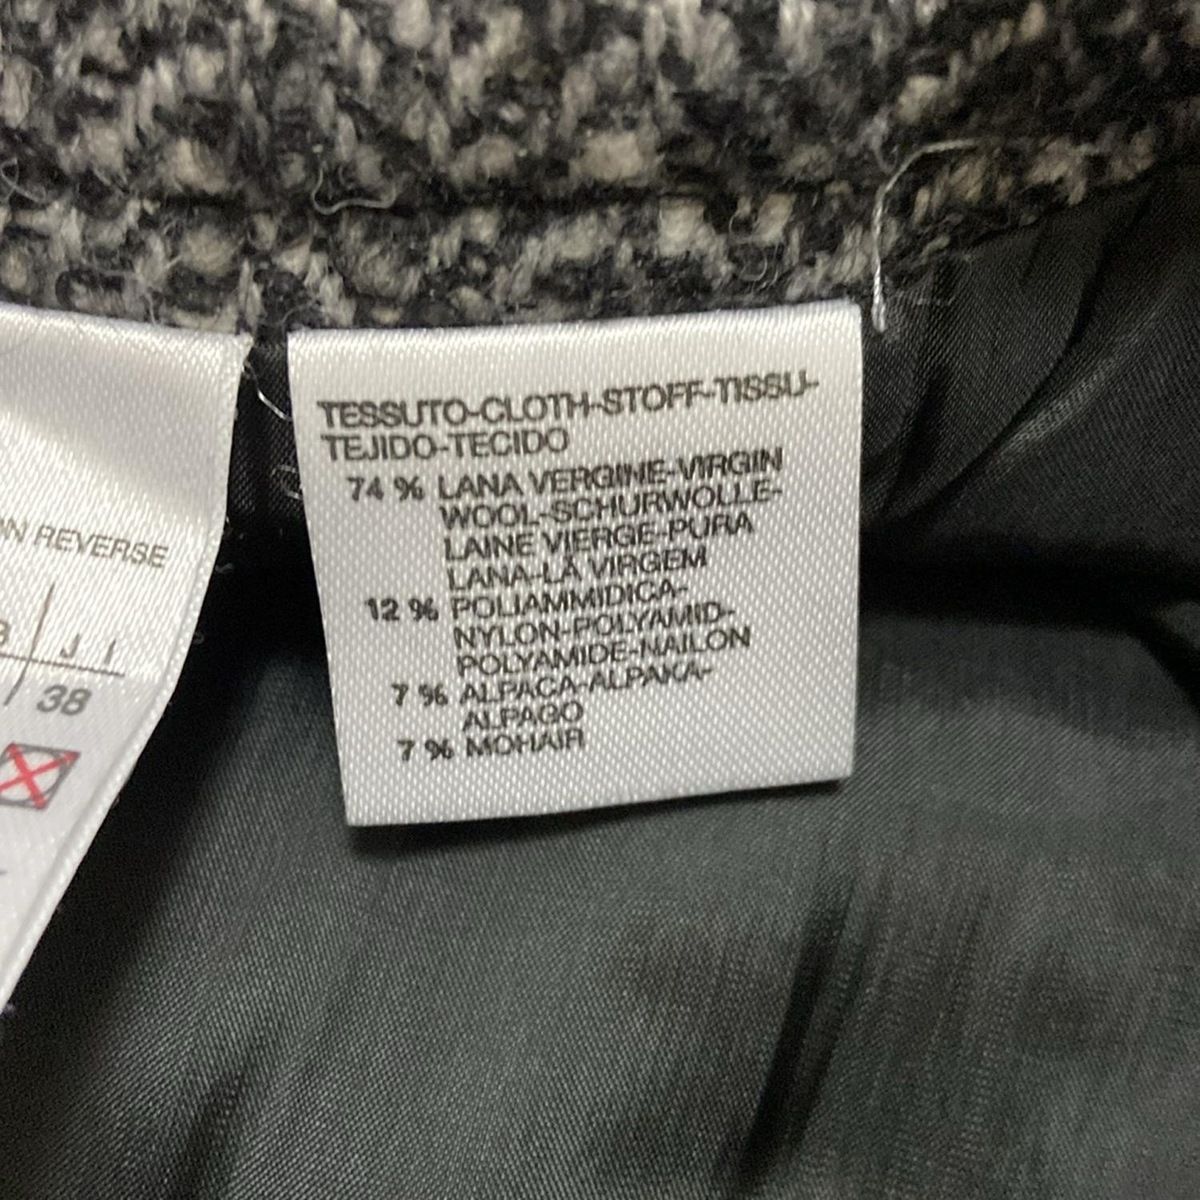 TESSUTO-CLOTH-STOFF-TISSU-
TEJIDO-TECIDO
74 % LANA VERGINE-VIRGIN
WOOL-SCHURWOLLE-
LAINE VIERGE-PURA
LANA-LÃ VIRGEM
12 % POLIAMMIDICA-
NYLON-POLYAMID-
POLYAMIDE-NAILON
7 % ALPACA-ALPAKA-
ALPAGO
7 % MOHAIR
REVERSE
38